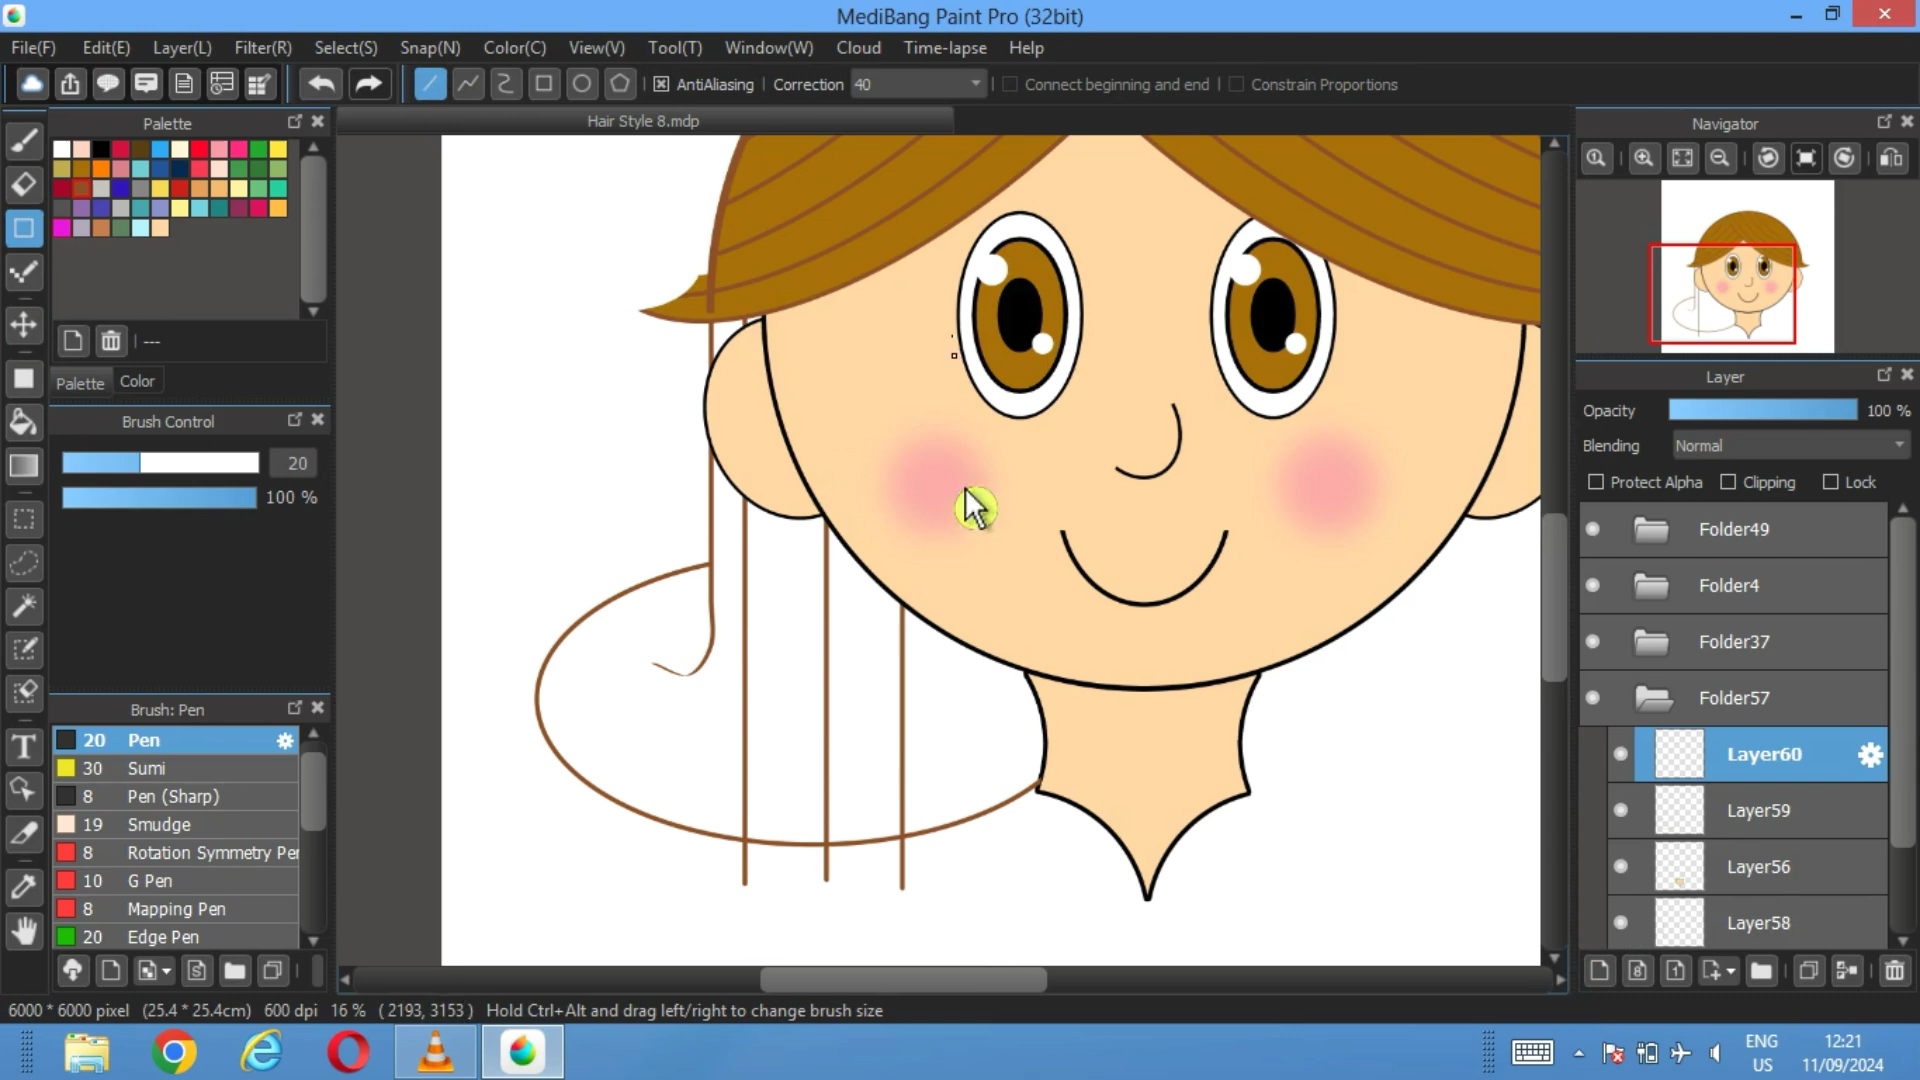 MediBang Paint Pro (32bit)
File(F) Edit(E) Layer(L) Filter(R) Select(S) Snap(N) Color(C) View(V) Tool(T) Window(W) Cloud Time-lapse Help
AntiAliasing Correction 40 Connect beginning and end Constrain Proportions
Palette
Hair Style 8.mdp
Navigator
---
Palette Color
Brush Control
20
100 %
Layer
Opacity 100 %
Blending Normal
Protect Alpha Clipping Lock
Folder49
Folder4
Folder37
Folder57
Layer60
Layer59
Layer56
Layer58
Brush: Pen
20 Pen
30 Sumi
8 Pen (Sharp)
19 Smudge
8 Rotation Symmetry Per
10 G Pen
8 Mapping Pen
20 Edge Pen
6000 * 6000 pixel (25.4 * 25.4cm) 600 dpi 16 % ( 2193, 3153 ) Hold Ctrl+Alt and drag left/right to change brush size
ENG
US
12:21
11/09/2024